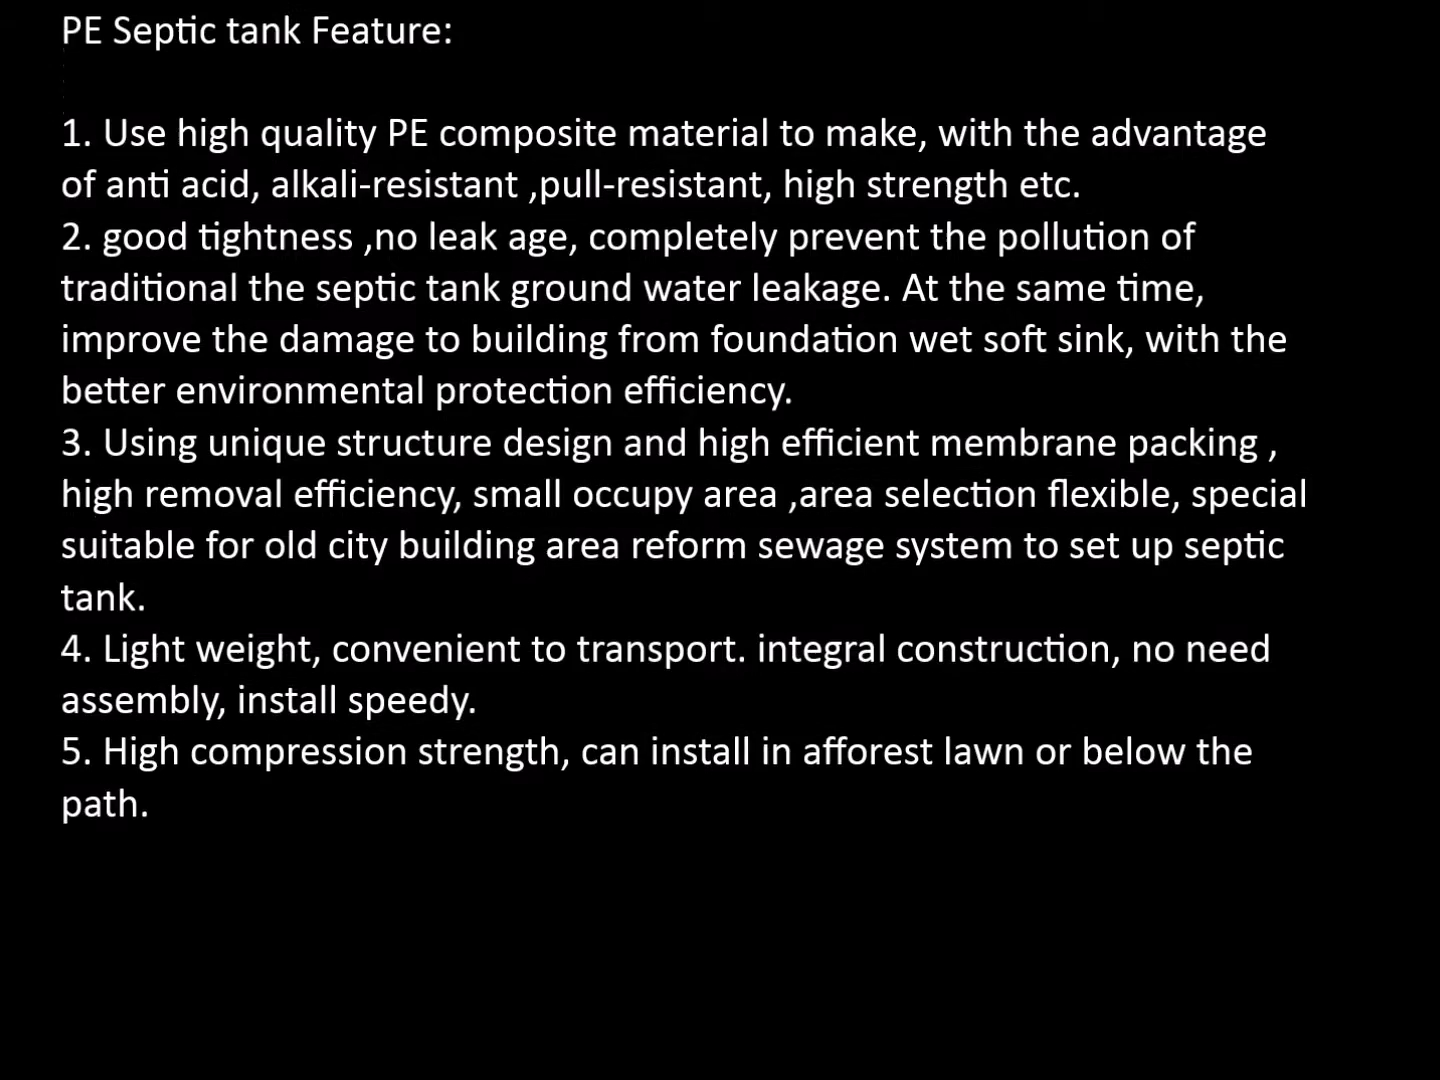 PE Septic tank Feature:
1. Use high quality PE composite material to make, with the advantage
of anti acid, alkali-resistant ,pull-resistant, high strength etc.
2. good tightness ,no leak age, completely prevent the pollution of
traditional the septic tank ground water leakage. At the same time,
improve the damage to building from foundation wet soft sink, with the
better environmental protection efficiency.
3. Using unique structure design and high efficient membrane packing ,
high removal efficiency, small occupy area ,area selection flexible, special
suitable for old city building area reform sewage system to set up septic
tank.
4. Light weight, convenient to transport. integral construction, no need
assembly, install speedy.
5. High compression strength, can install in afforest lawn or below the
path.